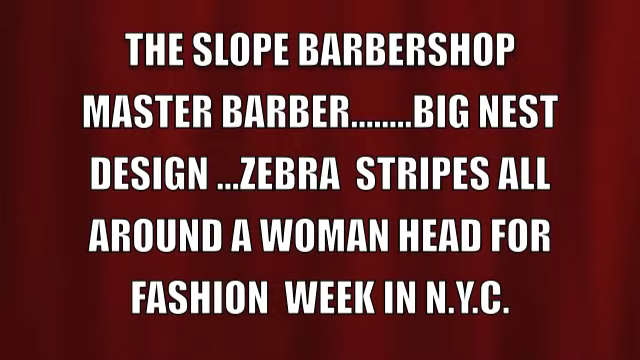 THE SLOPE BARBERSHOP
MASTER BARBER........BIG NEST
DESIGN ...ZEBRA  STRIPES ALL
AROUND A WOMAN HEAD FOR
FASHION  WEEK IN N.Y.C.